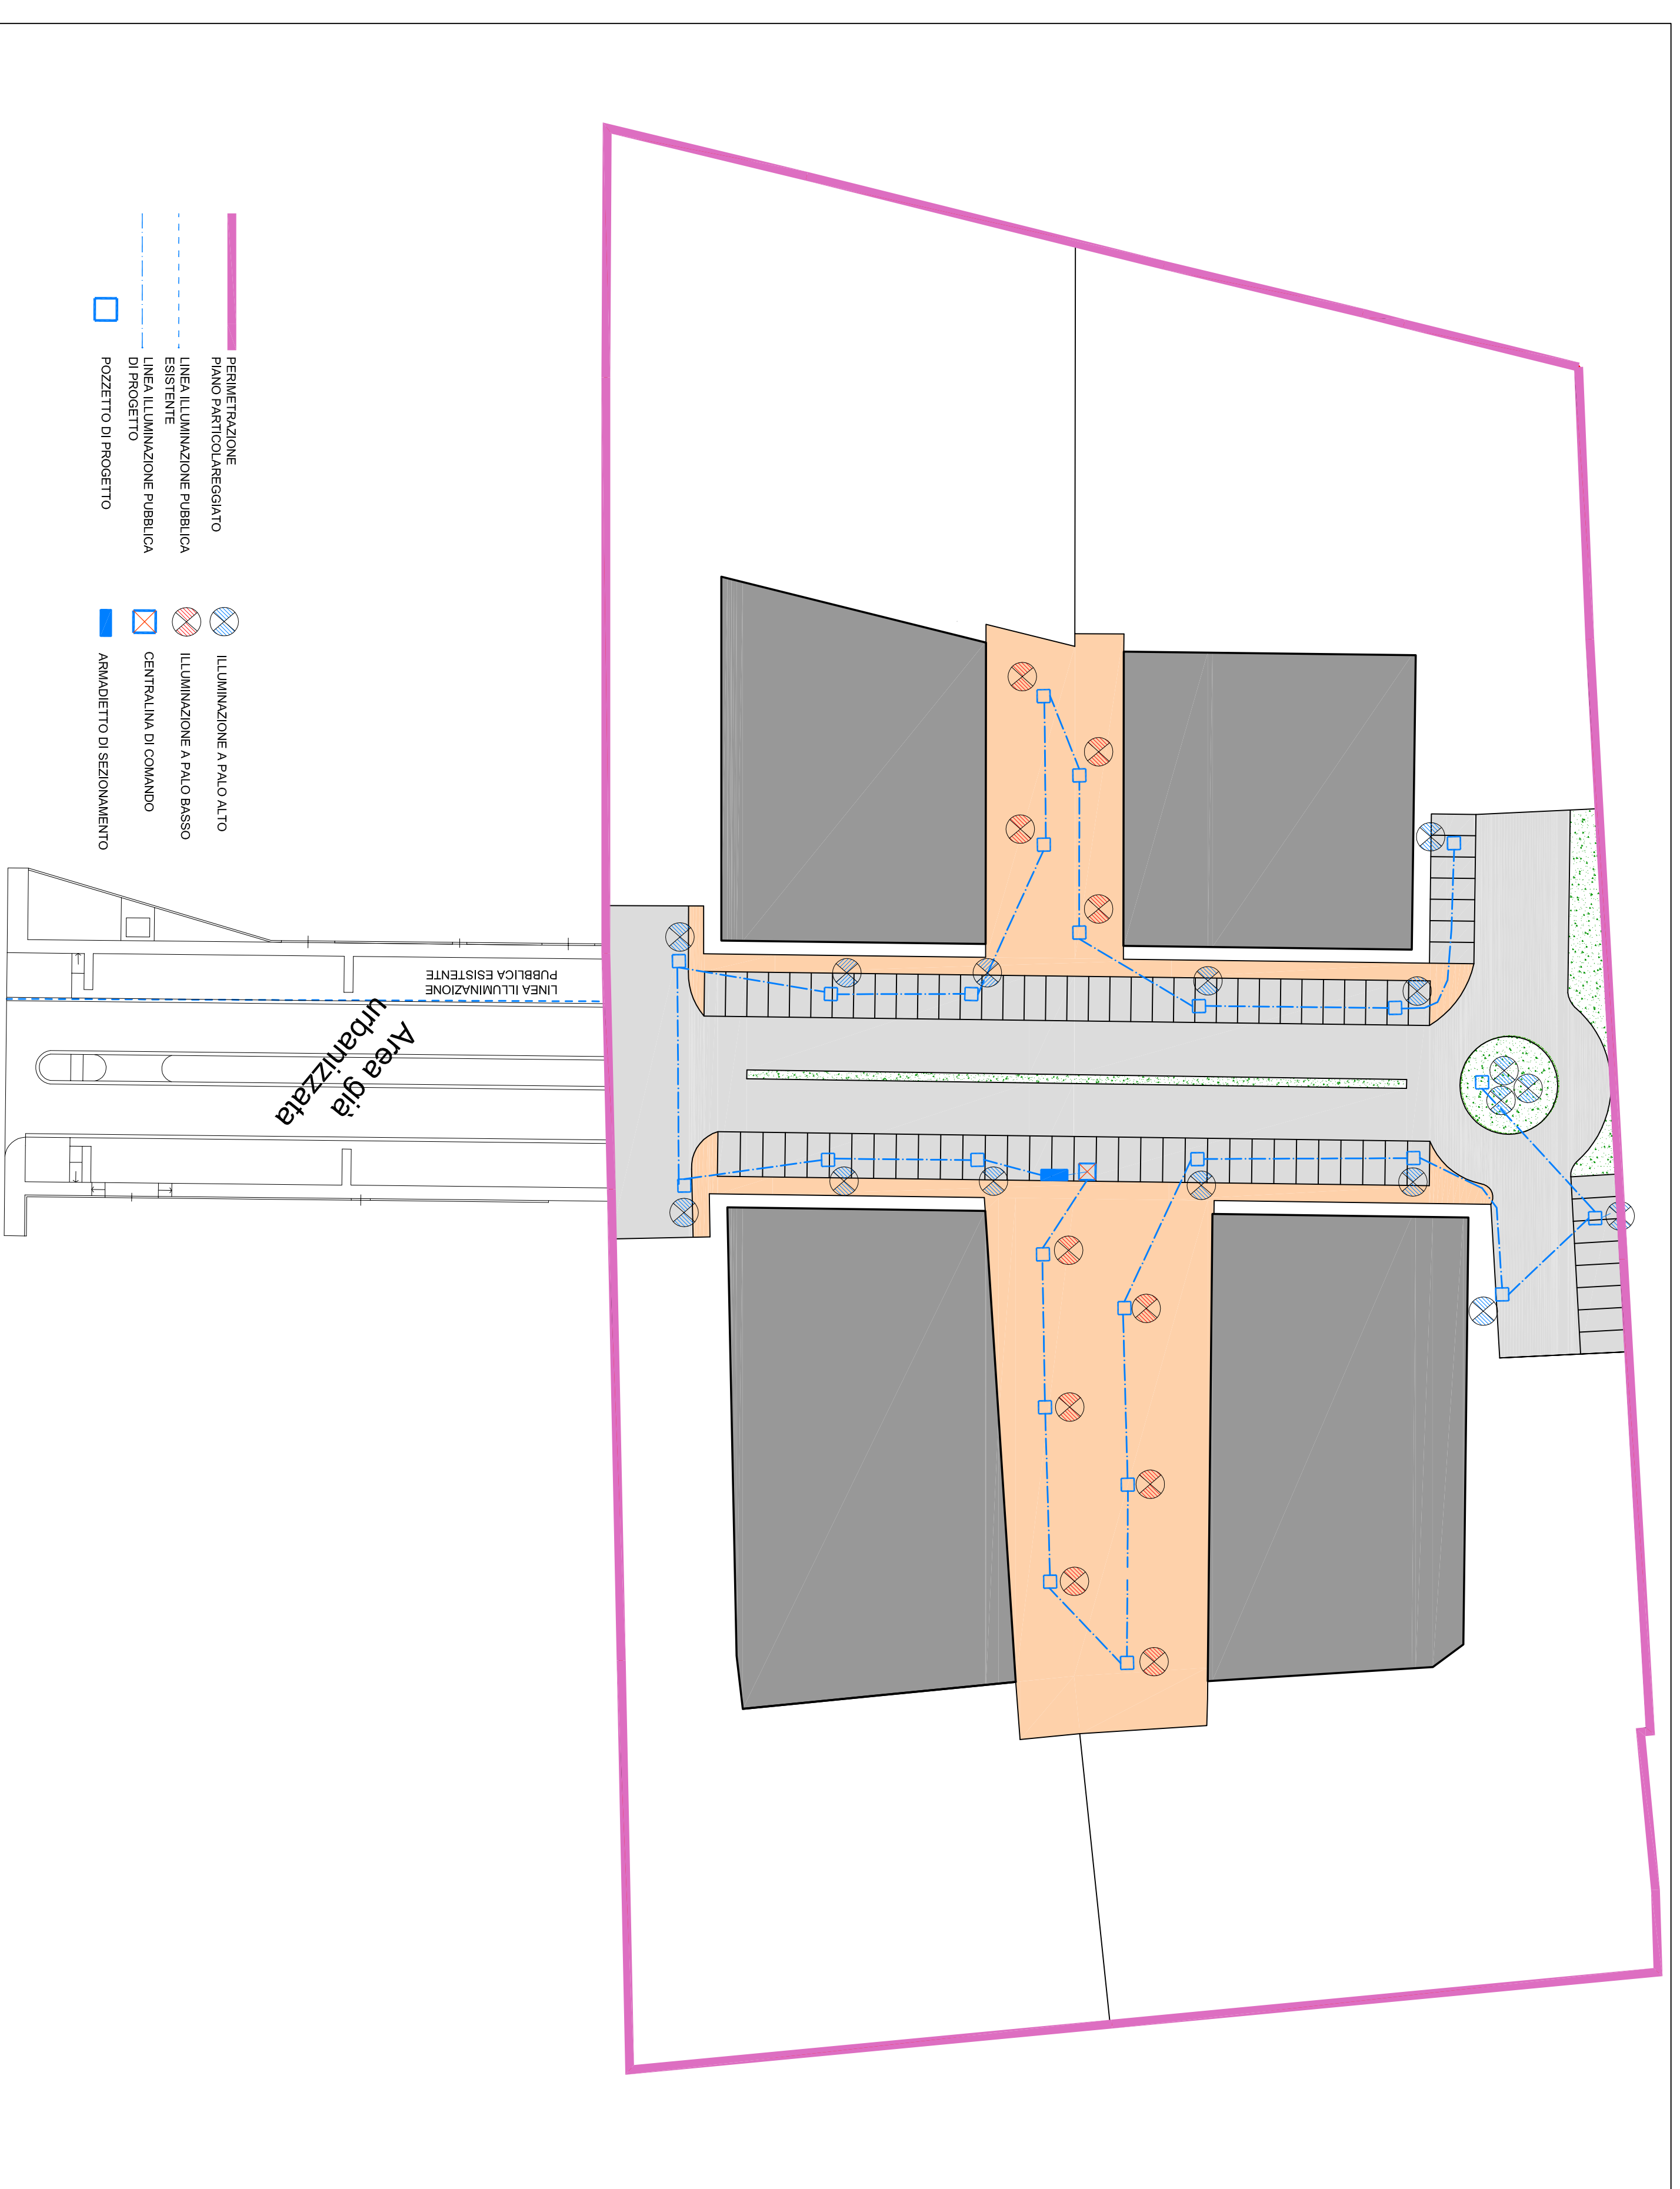 PERIMETRAZIONE
PIANO PARTICOLAREGGIATO
LINEA ILLUMINAZIONE PUBBLICA
ESISTENTE
LINEA ILLUMINAZIONE PUBBLICA
DI PROGETTO
POZZETTO DI PROGETTO
ILLUMINAZIONE A PALO ALTO
ILLUMINAZIONE A PALO BASSO
CENTRALINA DI COMANDO
ARMADIETTO DI SEZIONAMENTO
LINEA ILLUMINAZIONE
PUBBLICA ESISTENTE
Area già
urbanizzata